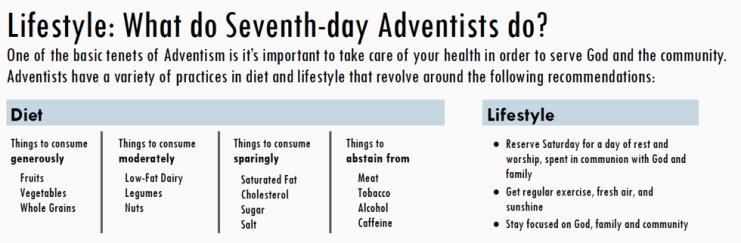 Lifestyle: What do Seventh-day Adventists do?
One of the basic tenets of Adventism is it's important to take care of your health in order to serve God and the community.
Adventists have a variety of practices in diet and lifestyle that revolve around the following recommendations:
Diet
Things to consume
generously
Fruits
Vegetables
Whole Grains
Things to consume
moderately
Low-Fat Dairy
Legumes
Nuts
Things to consume
sparingly
Saturated Fat
Cholesterol
Sugar
Salt
Things to
abstain from
Meat
Tobacco
Alcohol
Caffeine
Lifestyle
• Reserve Saturday for a day of rest and
worship, spent in communion with God and
family
• Get regular exercise, fresh air, and
sunshine
• Stay focused on God, family and community